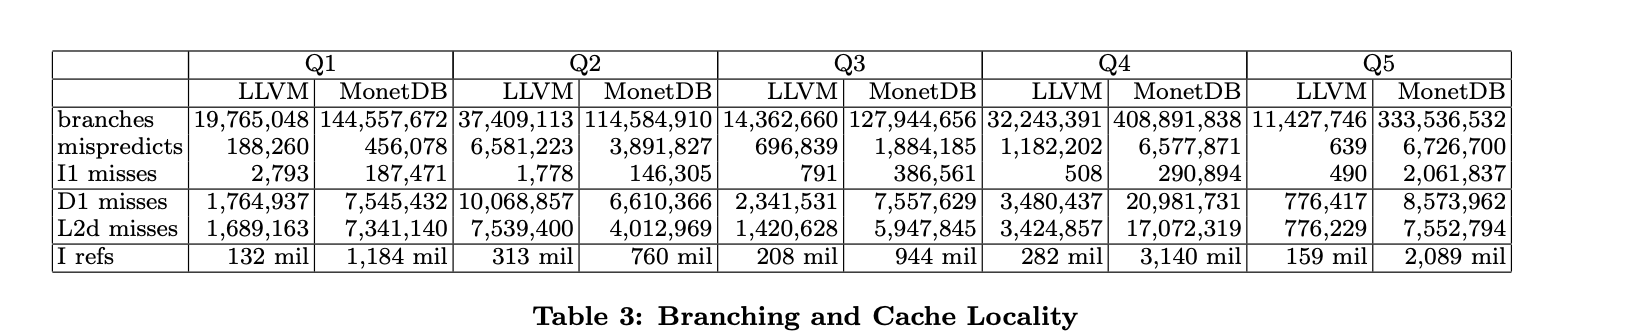 Q1 Q2 Q3 Q4 Q5
LLVM MonetDB LLVM MonetDB LLVM MonetDB LLVM MonetDB LLVM MonetDB
branches 19,765,048 144,557,672 37,409,113 114,584,910 14,362,660 127,944,656 32,243,391 408,891,838 11,427,746 333,536,532
mispredicts 188,260 456,078 6,581,223 3,891,827 696,839 1,884,185 1,182,202 6,577,871 639 6,726,700
I1 misses 2,793 187,471 1,778 146,305 791 386,561 508 290,894 490 2,061,837
D1 misses 1,764,937 7,545,432 10,068,857 6,610,366 2,341,531 7,557,629 3,480,437 20,981,731 776,417 8,573,962
L2d misses 1,689,163 7,341,140 7,539,400 4,012,969 1,420,628 5,947,845 3,424,857 17,072,319 776,229 7,552,794
I refs 132 mil 1,184 mil 313 mil 760 mil 208 mil 944 mil 282 mil 3,140 mil 159 mil 2,089 mil
Table 3: Branching and Cache Locality